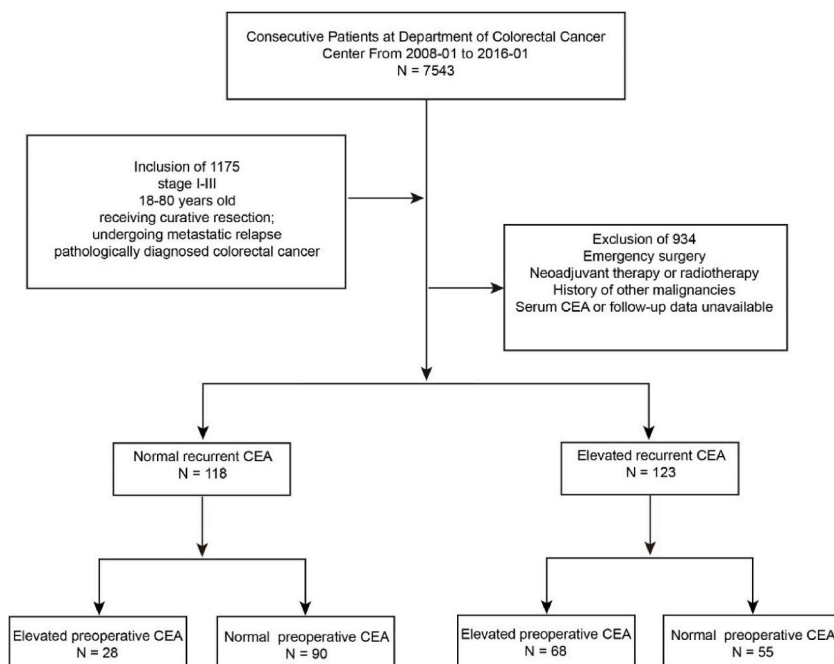 Consecutive Patients at Department of Colorectal Cancer
Center From 2008-01 to 2016-01
N = 7543
Inclusion of 1175
stage I-III
18-80 years old
receiving curative resection;
undergoing metastatic relapse
pathologically diagnosed colorectal cancer
Exclusion of 934
Emergency surgery
Neoadjuvant therapy or radiotherapy
History of other malignancies
Serum CEA or follow-up data unavailable
Normal recurrent CEA
N = 118
Elevated recurrent CEA
N = 123
Elevated preoperative CEA
N = 28
Normal preoperative CEA
N = 90
Elevated preoperative CEA
N = 68
Normal preoperative CEA
N = 55